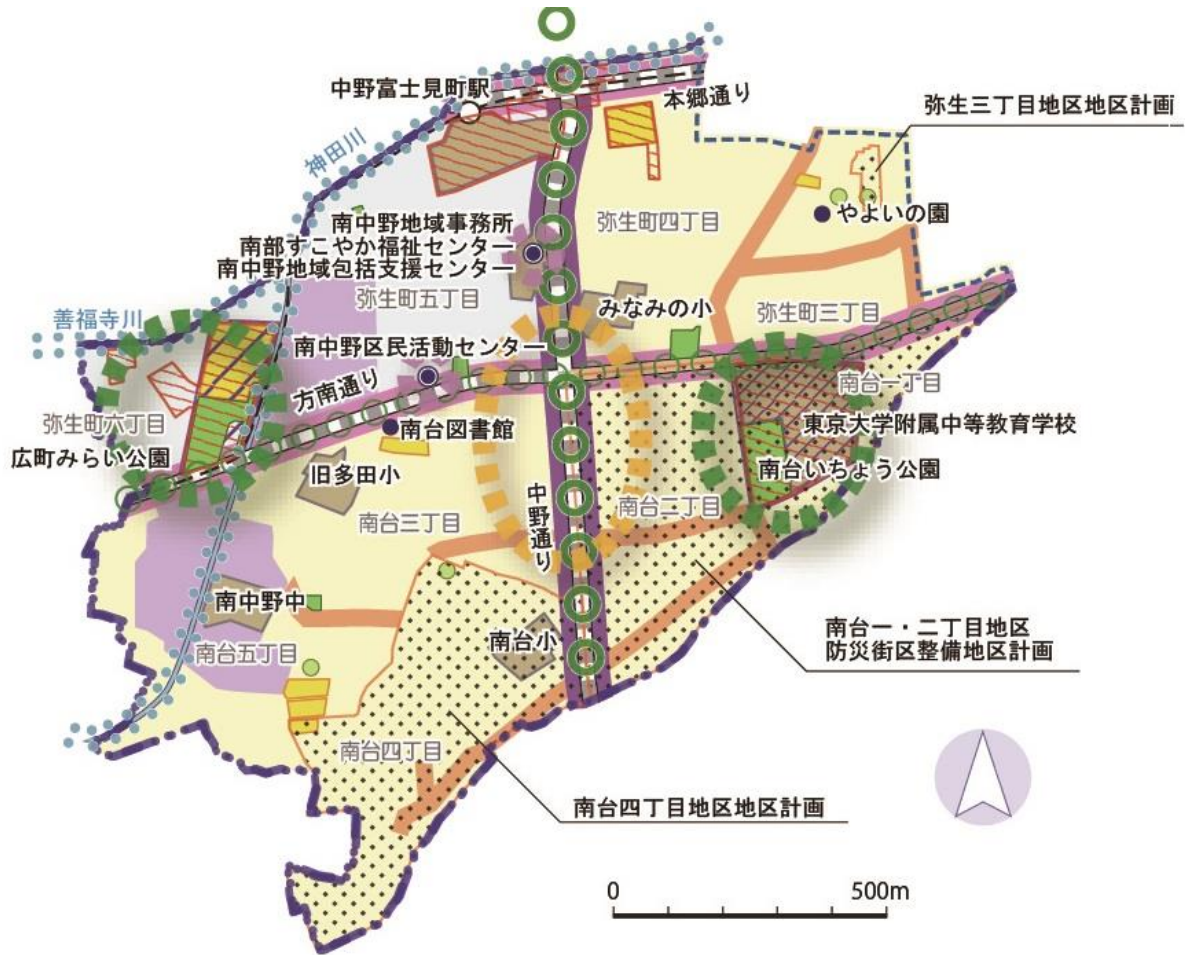 中野富士見町駅
本郷通り
弥生三丁目地区地区計画
神田川
南中野地域事務所
南部すこやか福祉センター
南中野地域包括支援センター
弥生町四丁目
やよいの園
弥生町五丁目
みなみの小
弥生町三丁目
善福寺川
南中野区民活動センター
方南通り
南台一丁目
弥生町六丁目
広町みらい公園
南台図書館
東京大学附属中等教育学校
南台いちょう公園
旧多田小
南台三丁目
中野通り
南台二丁目
南中野中
南台五丁目
南台小
南台一・二丁目地区
防災街区整備地区計画
南台四丁目
南台四丁目地区地区計画
0 500m